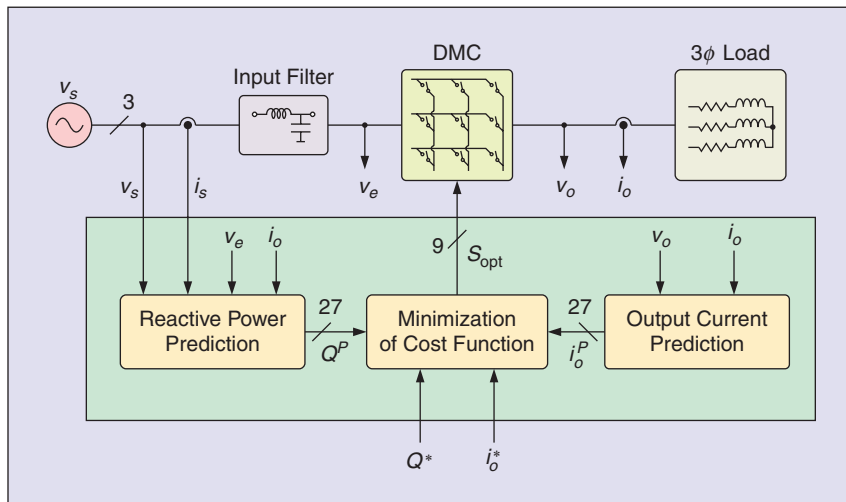 DMC
3ϕ Load
Input Filter
v_s
3
v_s
i_s
v_e
v_o
i_o
9
S_opt
v_e
i_o
v_o
i_o
Reactive Power
Prediction
27
Q^P
Minimization
of Cost Function
27
i_o^P
Output Current
Prediction
Q*
i_o*